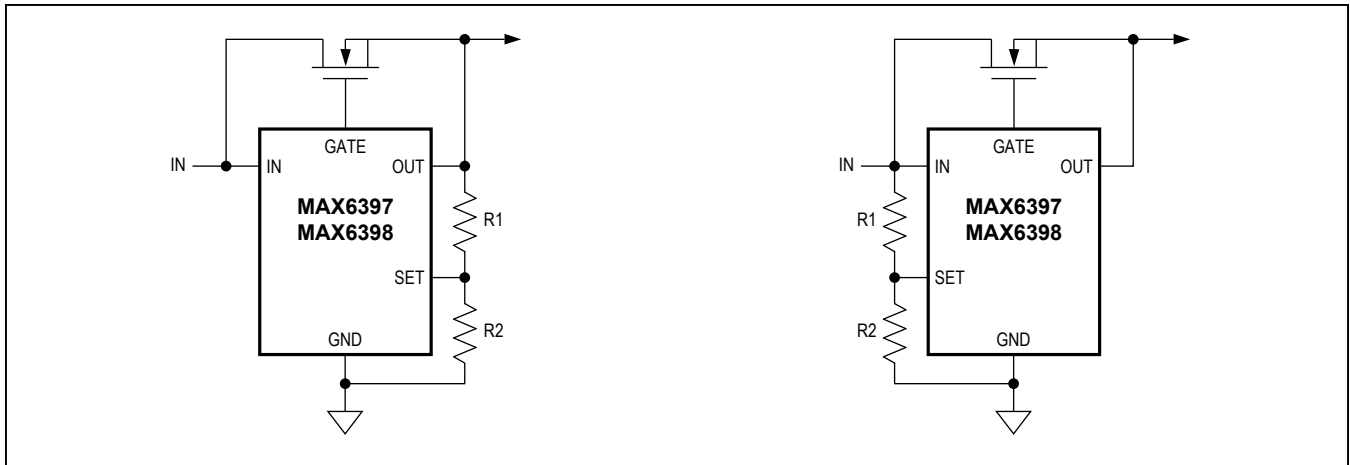 GATE
IN
IN
OUT
MAX6397
MAX6398
R1
SET
R2
GND
GATE
IN
IN
OUT
R1
MAX6397
MAX6398
SET
R2
GND